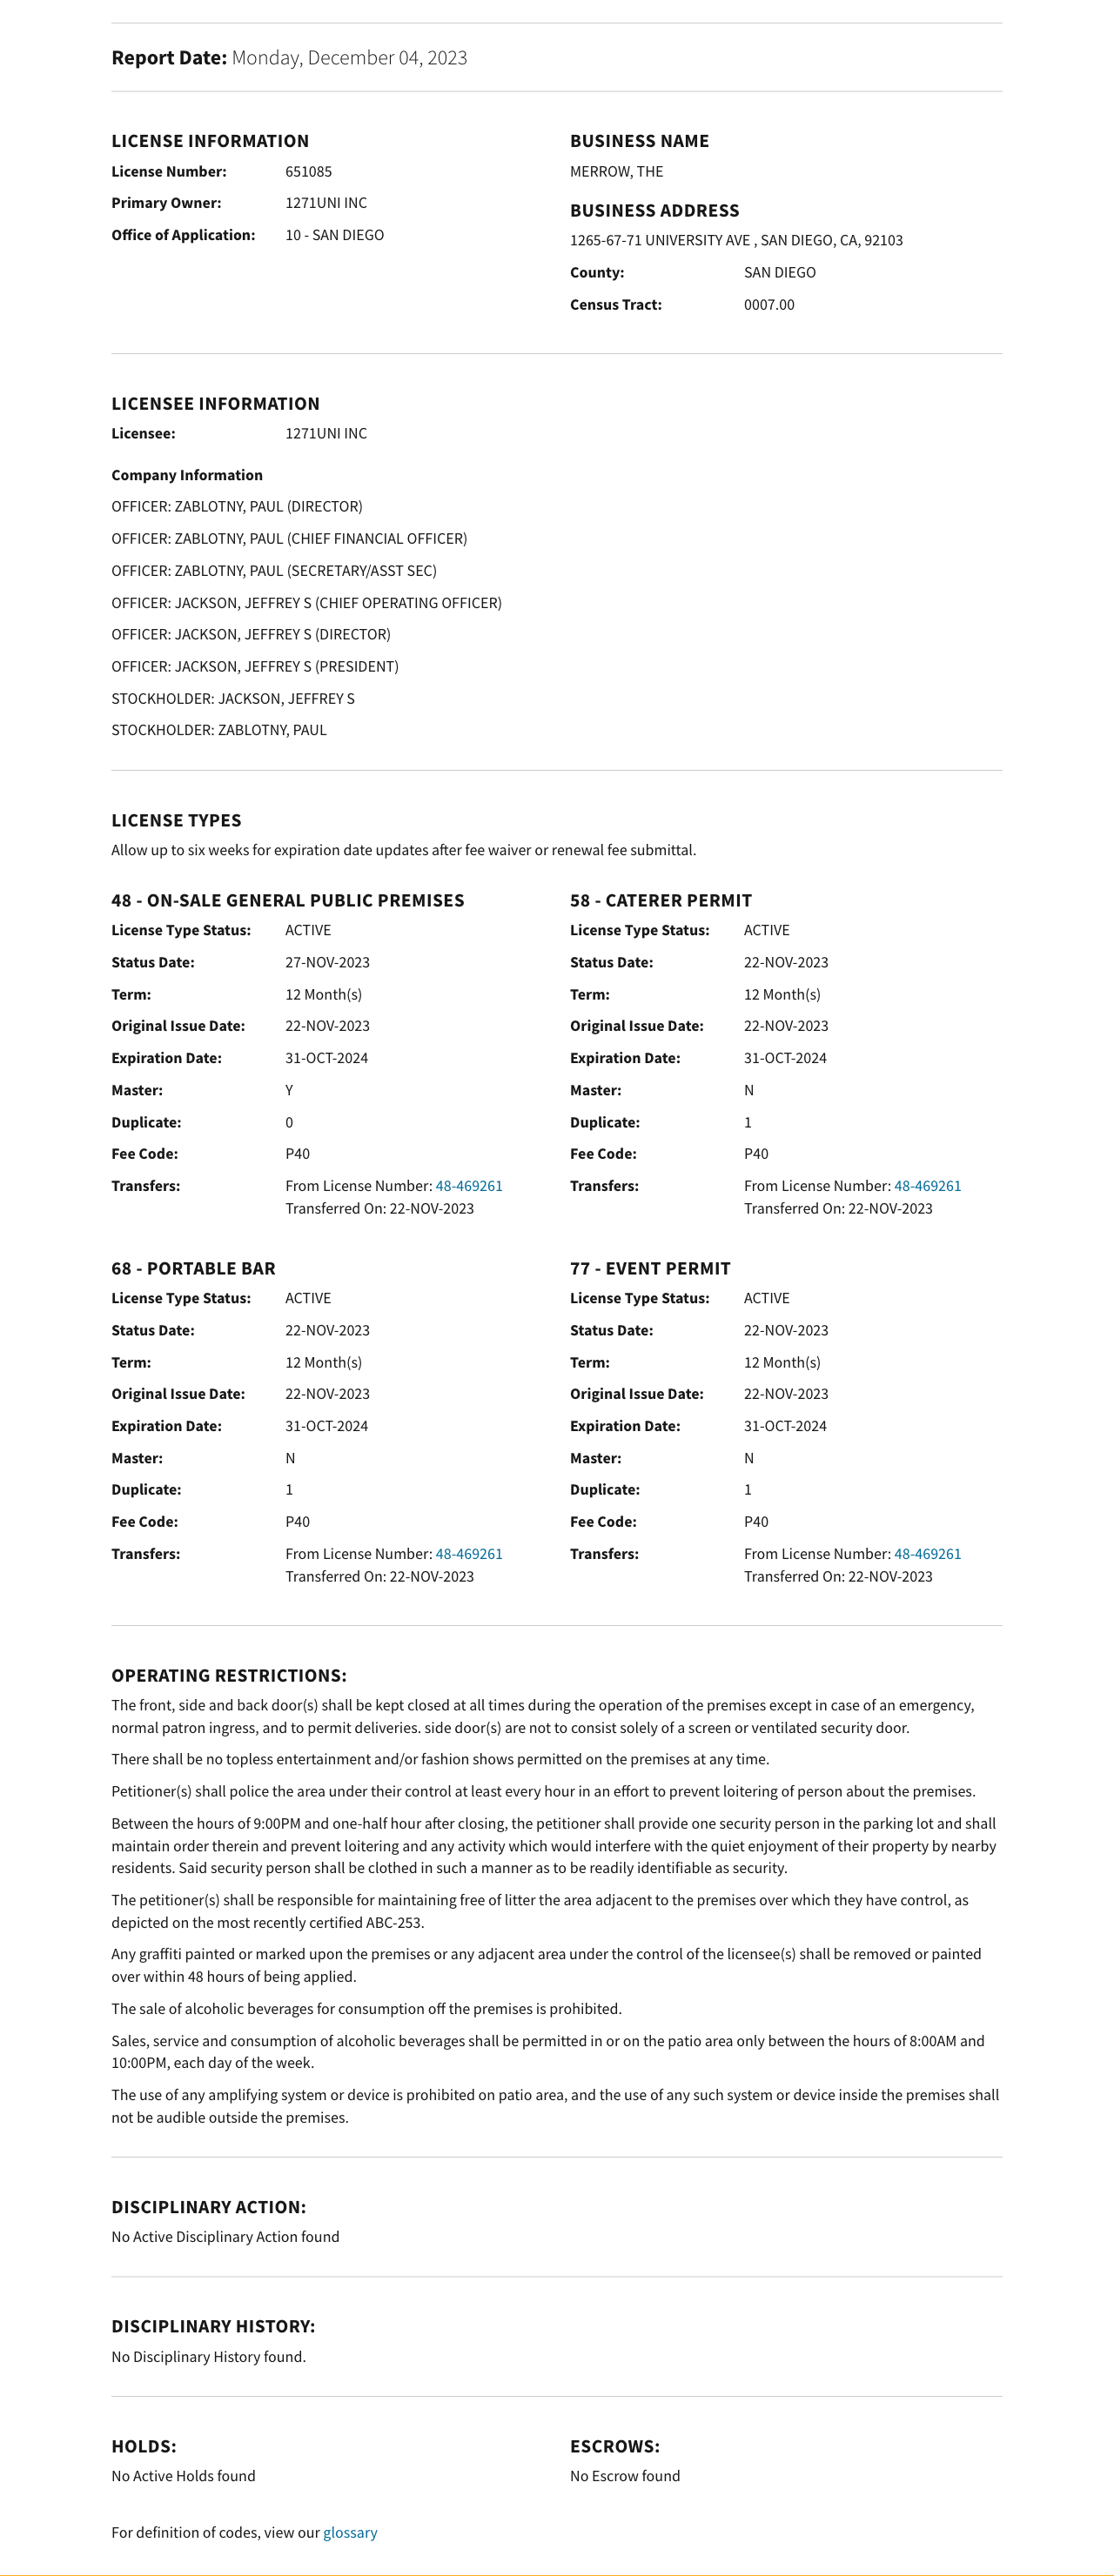 Report Date: Monday, December 04, 2023
LICENSE INFORMATION
License Number: 651085
Primary Owner: 1271UNI INC
Office of Application: 10 - SAN DIEGO
BUSINESS NAME
MERROW, THE
BUSINESS ADDRESS
1265-67-71 UNIVERSITY AVE , SAN DIEGO, CA, 92103
County: SAN DIEGO
Census Tract: 0007.00
LICENSEE INFORMATION
Licensee: 1271UNI INC
Company Information
OFFICER: ZABLOTNY, PAUL (DIRECTOR)
OFFICER: ZABLOTNY, PAUL (CHIEF FINANCIAL OFFICER)
OFFICER: ZABLOTNY, PAUL (SECRETARY/ASST SEC)
OFFICER: JACKSON, JEFFREY S (CHIEF OPERATING OFFICER)
OFFICER: JACKSON, JEFFREY S (DIRECTOR)
OFFICER: JACKSON, JEFFREY S (PRESIDENT)
STOCKHOLDER: JACKSON, JEFFREY S
STOCKHOLDER: ZABLOTNY, PAUL
LICENSE TYPES
Allow up to six weeks for expiration date updates after fee waiver or renewal fee submittal.
48 - ON-SALE GENERAL PUBLIC PREMISES
License Type Status: ACTIVE
Status Date: 27-NOV-2023
Term: 12 Month(s)
Original Issue Date: 22-NOV-2023
Expiration Date: 31-OCT-2024
Master: Y
Duplicate: 0
Fee Code: P40
Transfers: From License Number: 48-469261
Transferred On: 22-NOV-2023
58 - CATERER PERMIT
License Type Status: ACTIVE
Status Date: 22-NOV-2023
Term: 12 Month(s)
Original Issue Date: 22-NOV-2023
Expiration Date: 31-OCT-2024
Master: N
Duplicate: 1
Fee Code: P40
Transfers: From License Number: 48-469261
Transferred On: 22-NOV-2023
68 - PORTABLE BAR
License Type Status: ACTIVE
Status Date: 22-NOV-2023
Term: 12 Month(s)
Original Issue Date: 22-NOV-2023
Expiration Date: 31-OCT-2024
Master: N
Duplicate: 1
Fee Code: P40
Transfers: From License Number: 48-469261
Transferred On: 22-NOV-2023
77 - EVENT PERMIT
License Type Status: ACTIVE
Status Date: 22-NOV-2023
Term: 12 Month(s)
Original Issue Date: 22-NOV-2023
Expiration Date: 31-OCT-2024
Master: N
Duplicate: 1
Fee Code: P40
Transfers: From License Number: 48-469261
Transferred On: 22-NOV-2023
OPERATING RESTRICTIONS:
The front, side and back door(s) shall be kept closed at all times during the operation of the premises except in case of an emergency,
normal patron ingress, and to permit deliveries. side door(s) are not to consist solely of a screen or ventilated security door.
There shall be no topless entertainment and/or fashion shows permitted on the premises at any time.
Petitioner(s) shall police the area under their control at least every hour in an effort to prevent loitering of person about the premises.
Between the hours of 9:00PM and one-half hour after closing, the petitioner shall provide one security person in the parking lot and shall
maintain order therein and prevent loitering and any activity which would interfere with the quiet enjoyment of their property by nearby
residents. Said security person shall be clothed in such a manner as to be readily identifiable as security.
The petitioner(s) shall be responsible for maintaining free of litter the area adjacent to the premises over which they have control, as
depicted on the most recently certified ABC-253.
Any graffiti painted or marked upon the premises or any adjacent area under the control of the licensee(s) shall be removed or painted
over within 48 hours of being applied.
The sale of alcoholic beverages for consumption off the premises is prohibited.
Sales, service and consumption of alcoholic beverages shall be permitted in or on the patio area only between the hours of 8:00AM and
10:00PM, each day of the week.
The use of any amplifying system or device is prohibited on patio area, and the use of any such system or device inside the premises shall
not be audible outside the premises.
DISCIPLINARY ACTION:
No Active Disciplinary Action found
DISCIPLINARY HISTORY:
No Disciplinary History found.
HOLDS:
No Active Holds found
ESCROWS:
No Escrow found
For definition of codes, view our glossary